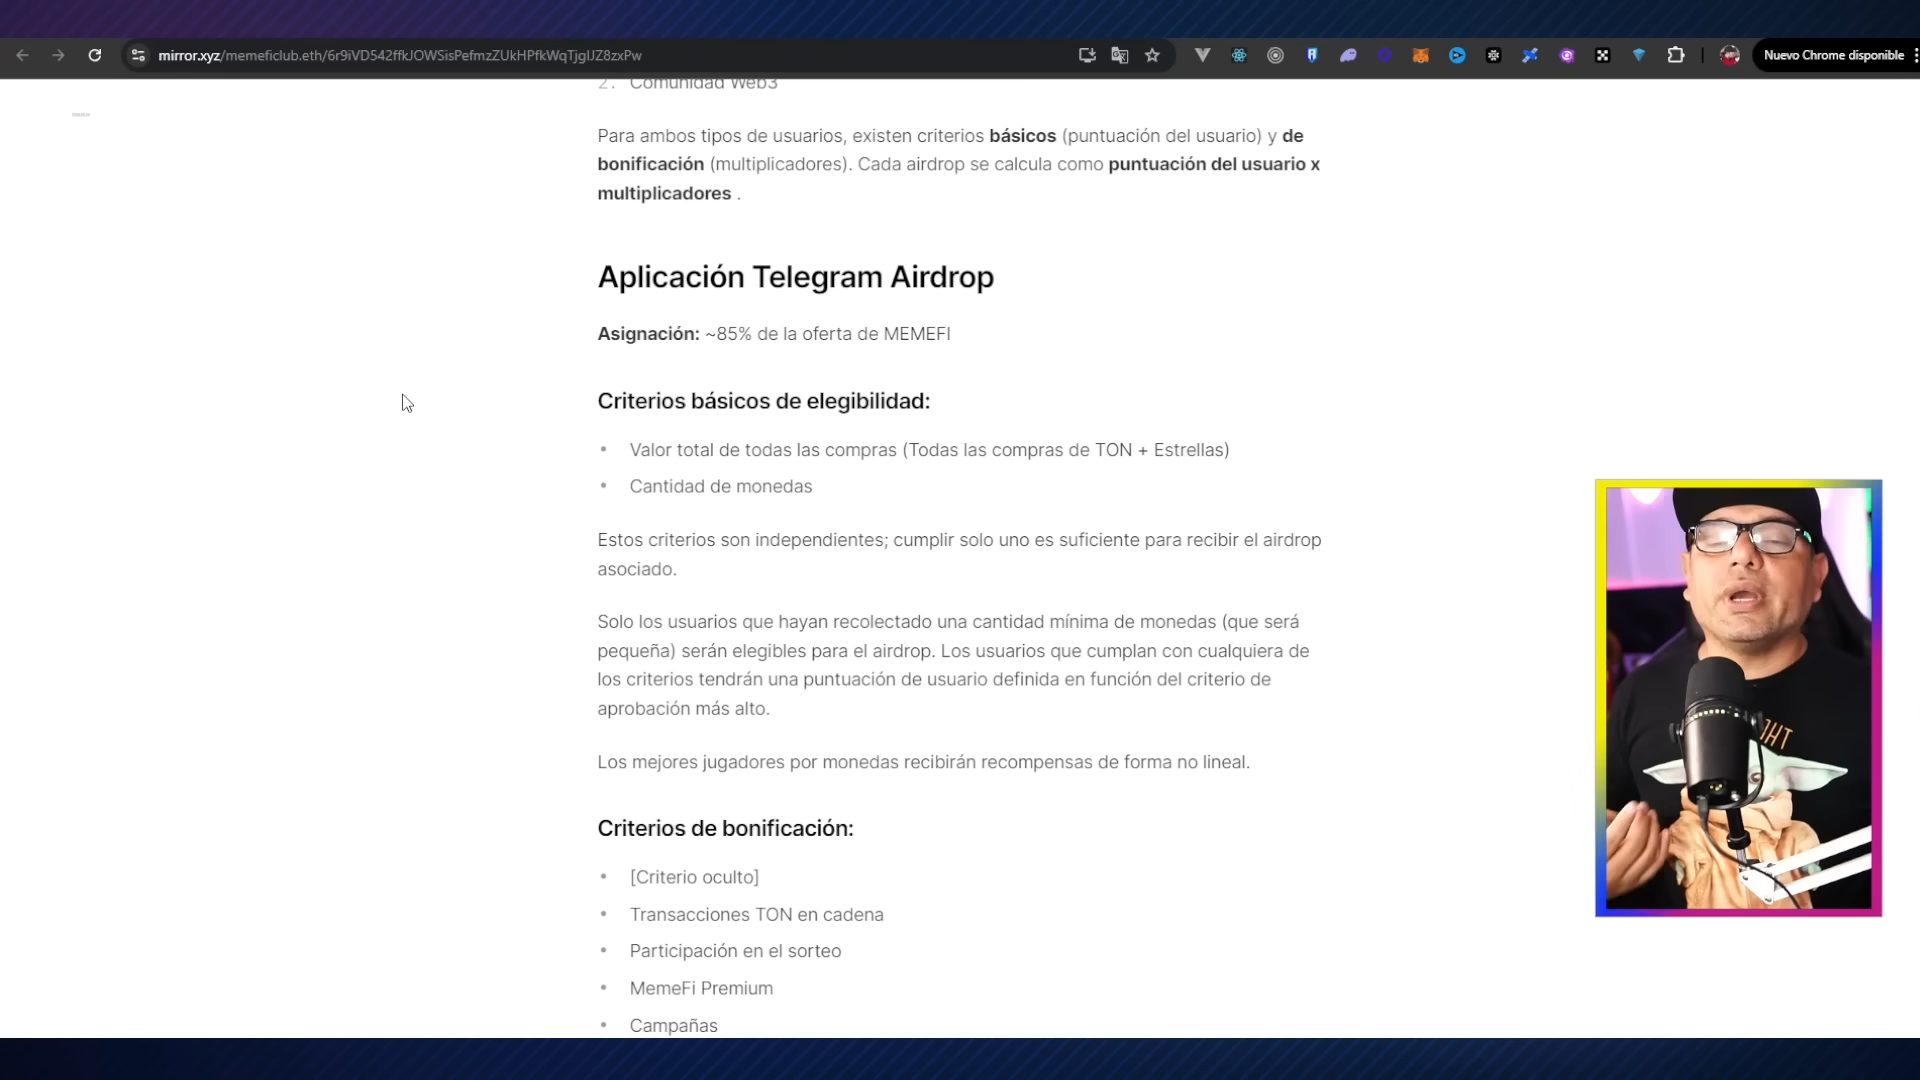 mirror.xyz/memeficlub.eth/6r9iVD542ffkJOWSisPefmzZUkHPfkWqTjgIJZ8zxPw
Nuevo Chrome disponible
2. Comunidad Web3
Para ambos tipos de usuarios, existen criterios básicos (puntuación del usuario) y de
bonificación (multiplicadores). Cada airdrop se calcula como puntuación del usuario x
multiplicadores .
Aplicación Telegram Airdrop
Asignación: ~85% de la oferta de MEMEFI
Criterios básicos de elegibilidad:
• Valor total de todas las compras (Todas las compras de TON + Estrellas)
• Cantidad de monedas
Estos criterios son independientes; cumplir solo uno es suficiente para recibir el airdrop
asociado.
Solo los usuarios que hayan recolectado una cantidad mínima de monedas (que será
pequeña) serán elegibles para el airdrop. Los usuarios que cumplan con cualquiera de
los criterios tendrán una puntuación de usuario definida en función del criterio de
aprobación más alto.
Los mejores jugadores por monedas recibirán recompensas de forma no lineal.
Criterios de bonificación:
• [Criterio oculto]
• Transacciones TON en cadena
• Participación en el sorteo
• MemeFi Premium
• Campañas